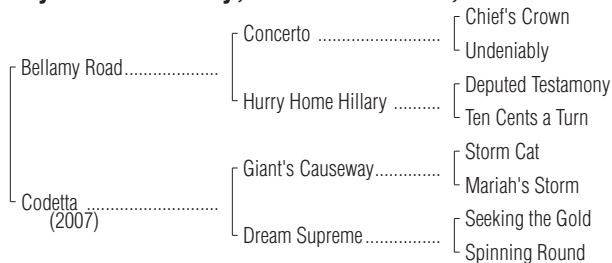 Concerto ......................
Chief's Crown
Undeniably
Bellamy Road...................
Hurry Home Hillary ..........
Deputed Testamony
Ten Cents a Turn
Giant's Causeway.............
Storm Cat
Mariah's Storm
Codetta ..........................
(2007)
Dream Supreme...............
Seeking the Gold
Spinning Round